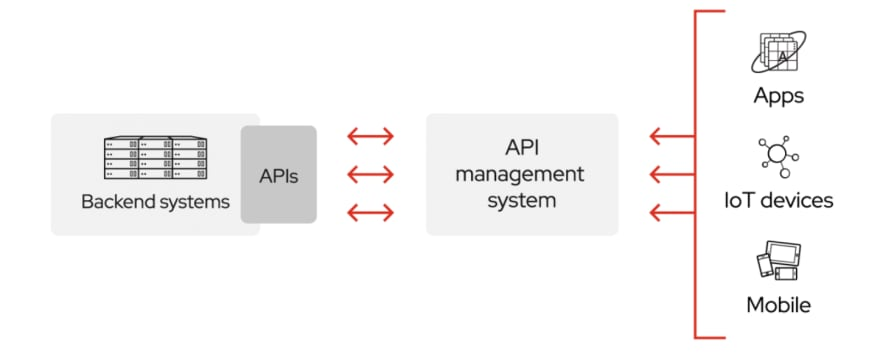 Backend systems
APIs
API
management
system
A
Apps
IoT devices
Mobile